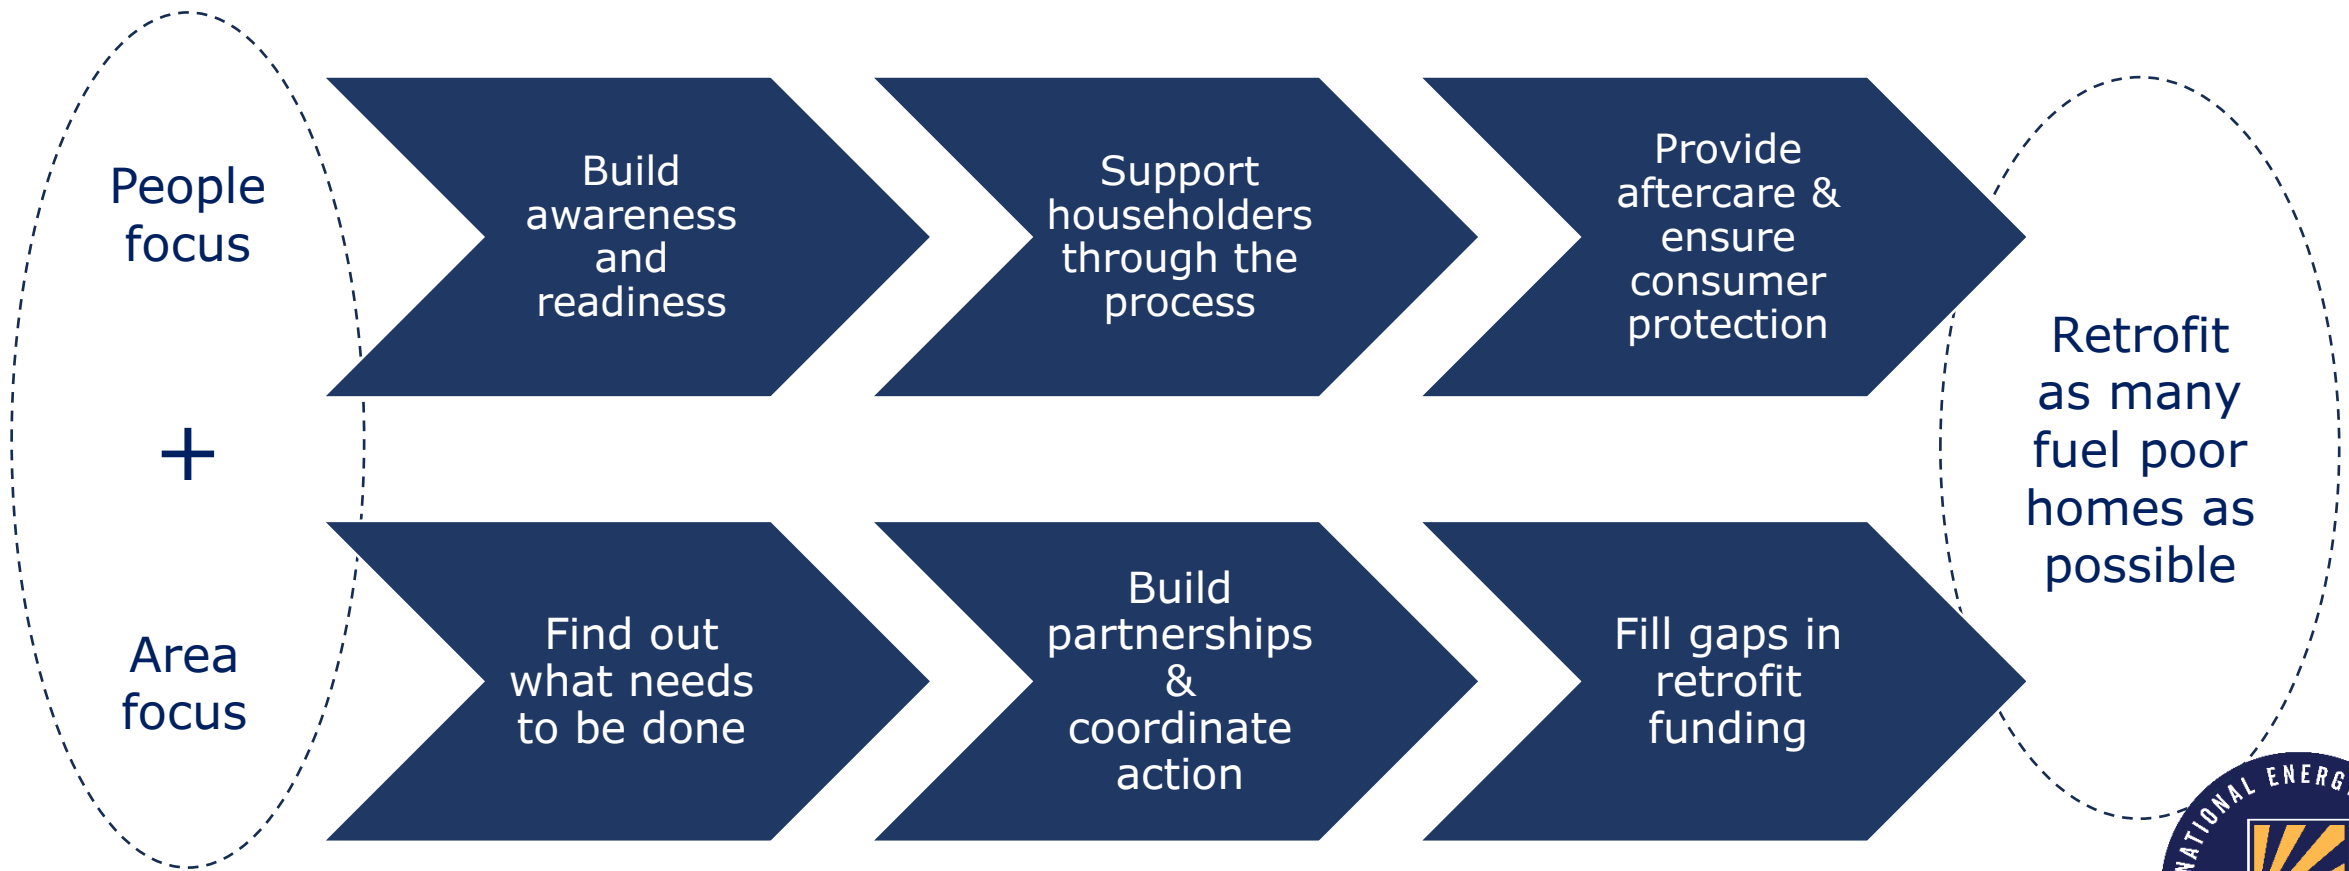 People
focus
+
Area
focus
Build
awareness
and
readiness
Support
householders
through the
process
Provide
aftercare &
ensure
consumer
protection
Find out
what needs
to be done
Build
partnerships
&
coordinate
action
Fill gaps in
retrofit
funding
Retrofit
as many
fuel poor
homes as
possible
NATIONAL ENERG